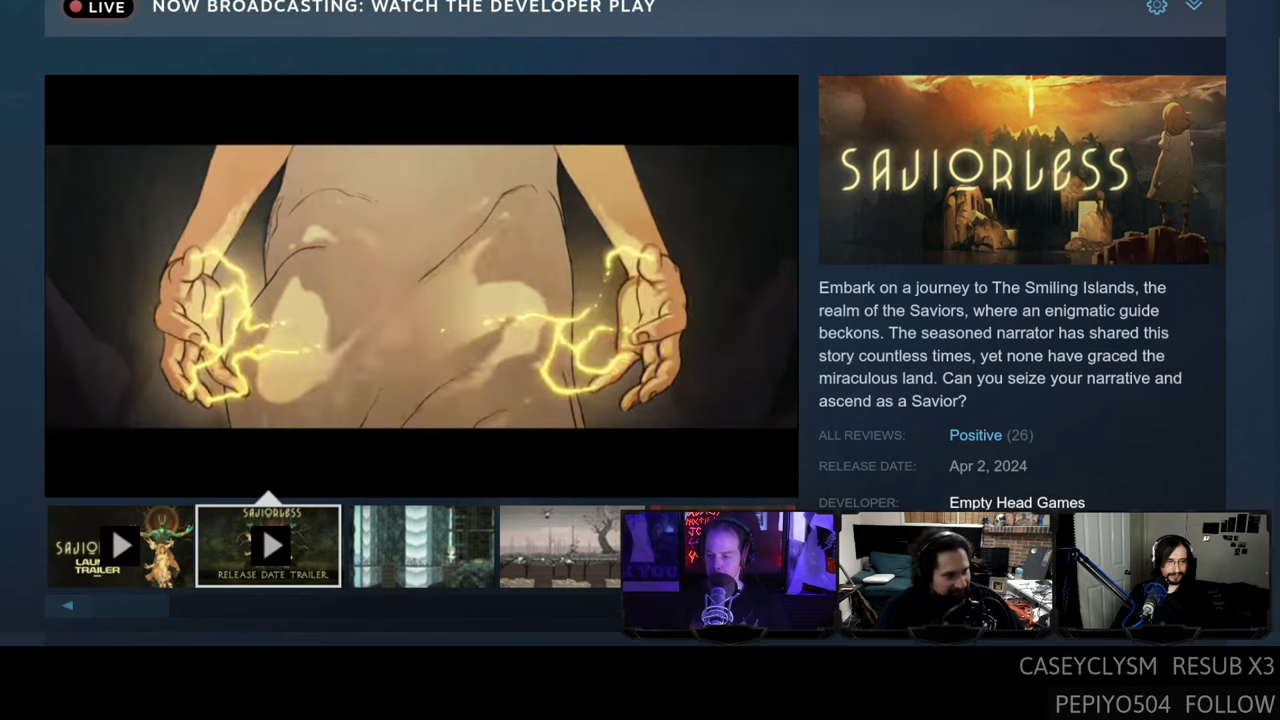 LIVE
NOW BROADCASTING: WATCH THE DEVELOPER PLAY
SAVIORLESS
Embark on a journey to The Smiling Islands, the
realm of the Saviors, where an enigmatic guide
beckons. The seasoned narrator has shared this
story countless times, yet none have graced the
miraculous land. Can you seize your narrative and
ascend as a Savior?
ALL REVIEWS: Positive (26)
RELEASE DATE: Apr 2, 2024
DEVELOPER: Empty Head Games
TRAILER
SAVIORLESS
RELEASE DATE TRAILER
CASEYCLYSM RESUB X3
PEPIYO504 FOLLOW